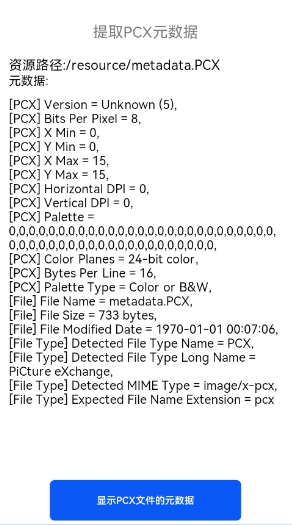 提取PCX元数据
资源路径:/resource/metadata.PCX
元数据:
[PCX] Version = Unknown (5),
[PCX] Bits Per Pixel = 8,
[PCX] X Min = 0,
[PCX] Y Min = 0,
[PCX] X Max = 15,
[PCX] Y Max = 15,
[PCX] Horizontal DPI = 0,
[PCX] Vertical DPI = 0,
[PCX] Palette =
0,0,0,0,0,0,0,0,0,0,0,0,0,0,0,0,0,0,0,0,0,0,0,0,0,0,0,
0,0,0,0,0,0,0,0,0,0,0,0,0,0,0,0,0,0,0,0,0,
[PCX] Color Planes = 24-bit color,
[PCX] Bytes Per Line = 16,
[PCX] Palette Type = Color or B&W,
[File] File Name = metadata.PCX,
[File] File Size = 733 bytes,
[File] File Modified Date = 1970-01-01 00:07:06,
[File Type] Detected File Type Name = PCX,
[File Type] Detected File Type Long Name =
PiCture eXchange,
[File Type] Detected MIME Type = image/x-pcx,
[File Type] Expected File Name Extension = pcx
显示PCX文件的元数据